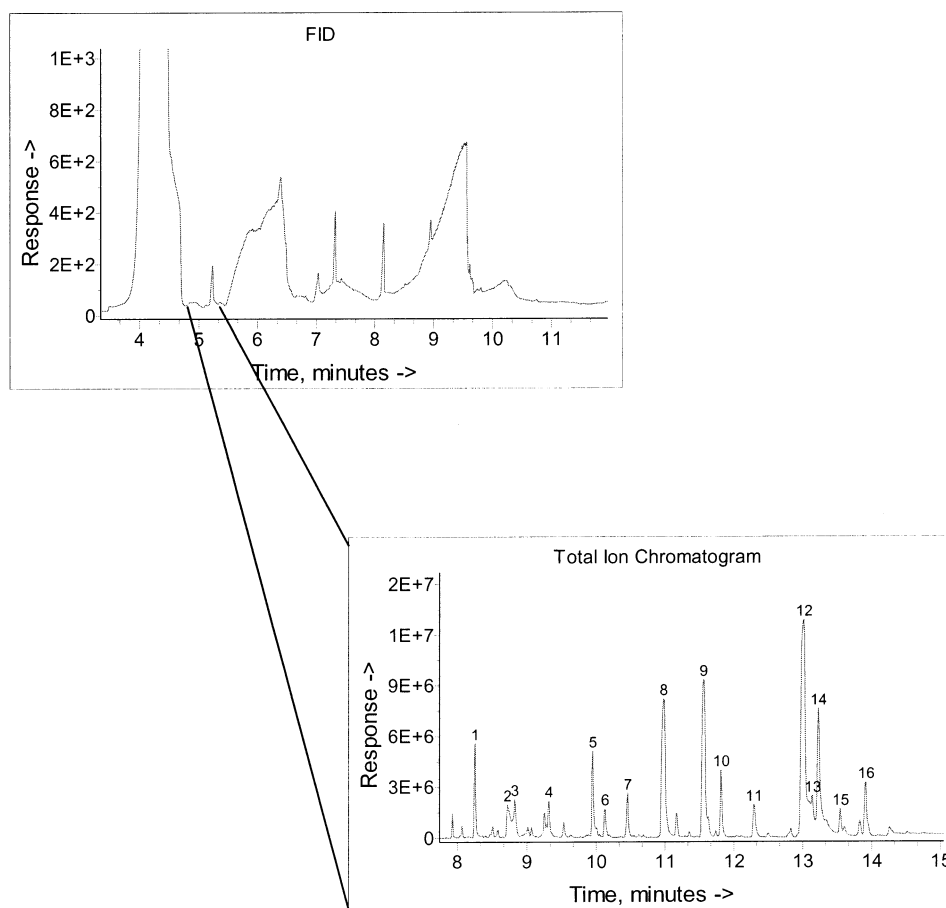 FID
1E+3
8E+2
6E+2
4E+2
2E+2
0
Response ->
4 5 6 7 8 9 10 11
Time, minutes ->
Total Ion Chromatogram
2E+7
1E+7
9E+6
6E+6
3E+6
0
Response ->
1 2 3 4 5 6 7 8 9 10 11 12 13 14 15 16
8 9 10 11 12 13 14 15
Time, minutes ->